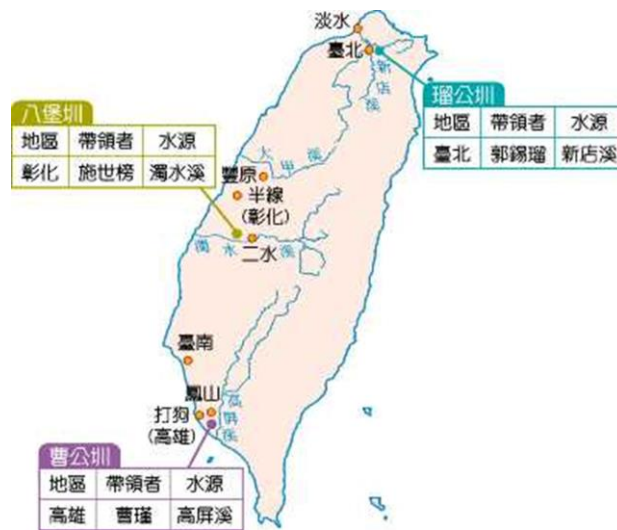 淡水
臺北
新店溪
瑠公圳
地區 帶領者 水源
臺北 郭錫瑠 新店溪
八堡圳
地區 帶領者 水源
彰化 施世榜 濁水溪
大甲溪
豐原
半線
(彰化)
濁水溪
二水
臺南
鳳山
打狗
(高雄)
高屏溪
曹公圳
地區 帶領者 水源
高雄 曹瑾 高屏溪